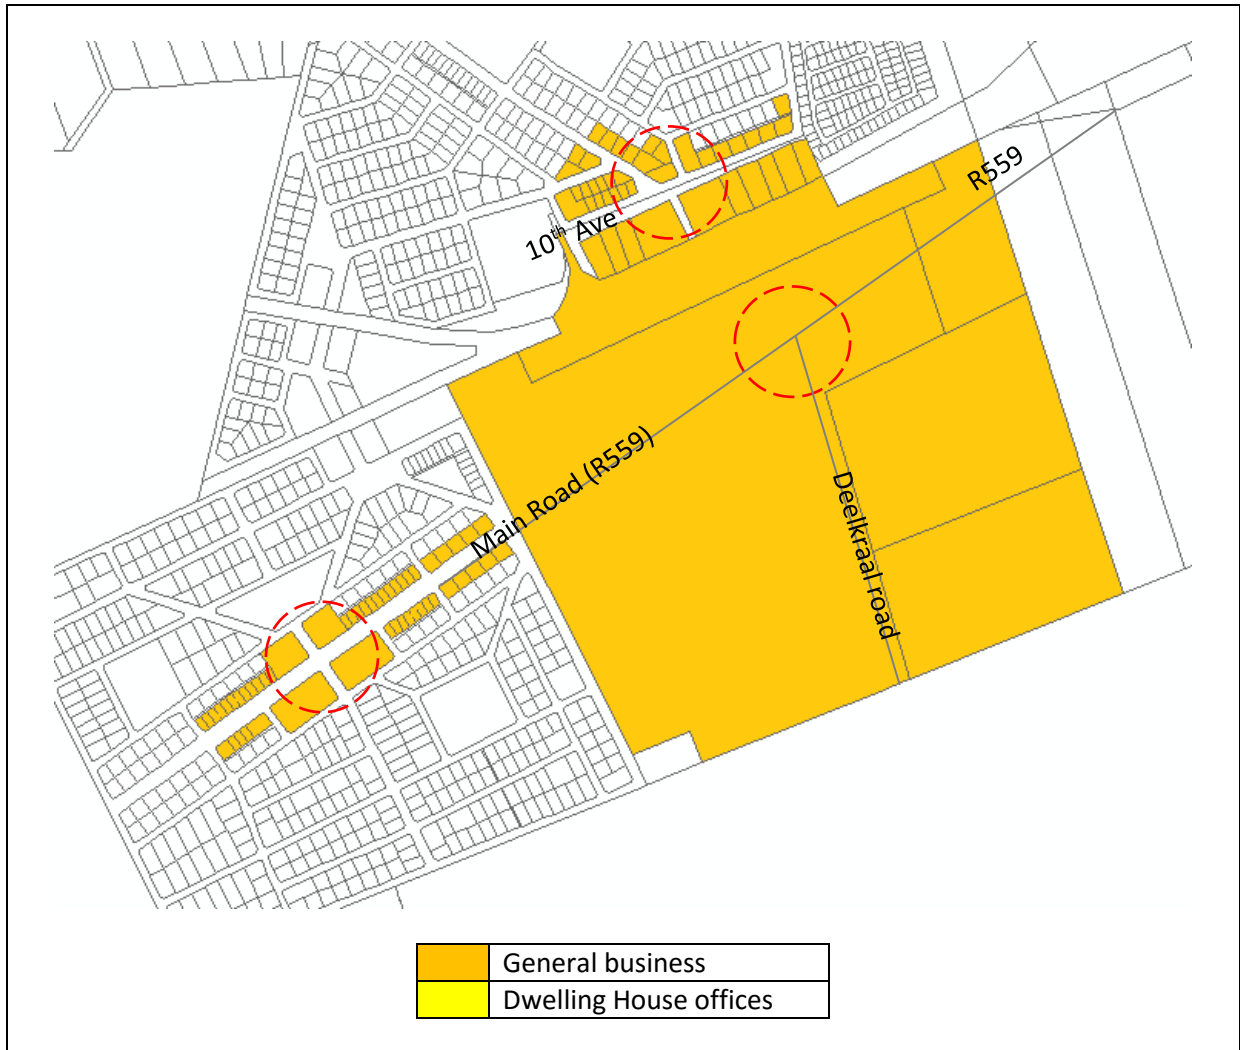 R559
10th Ave
Main Road (R559)
Deelkraal road
General business
Dwelling House offices